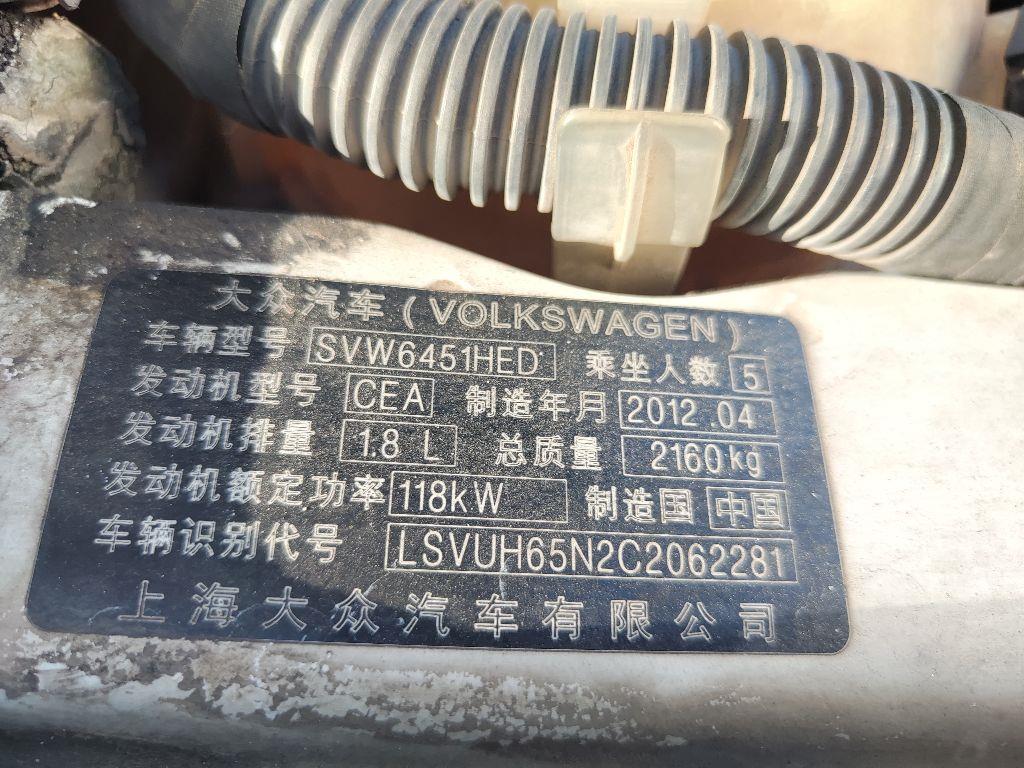 大众汽车(VOLKSWAGEN)
车辆型号 SVW6451HED 乘坐人数 5
发动机型号 CEA 制造年月 2012.04
发动机排量 1.8 L 总质量 2160kg
发动机额定功率 118kW 制造国 中国
车辆识别代号 LSVUH65N2C2062281
上海大众汽车有限公司